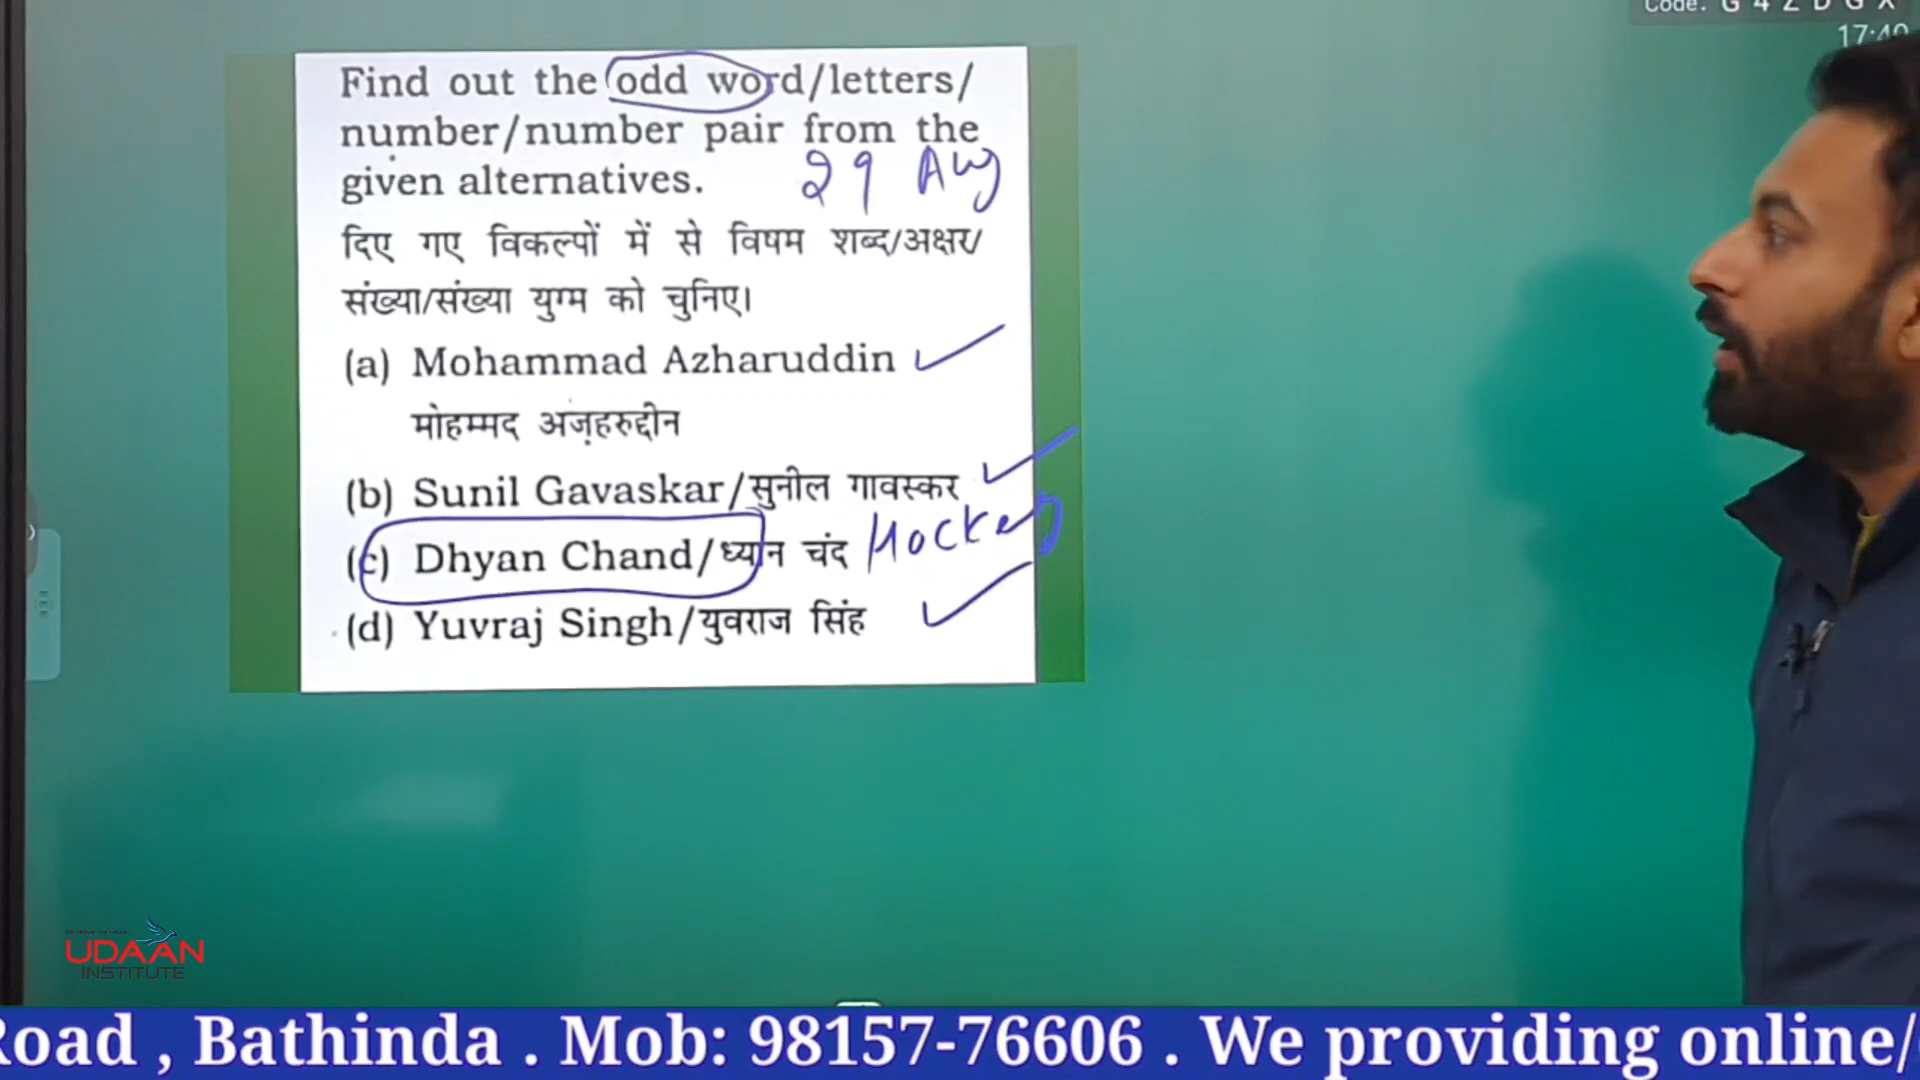 Code: G 4 Z D G X
17:40
Find out the odd word/letters/
number/number pair from the
given alternatives.
29 Aug
दिए गए विकल्पों में से विषम शब्द/अक्षर/
संख्या/संख्या युग्म को चुनिए।
(a) Mohammad Azharuddin
मोहम्मद अज़हरुद्दीन
(b) Sunil Gavaskar/सुनील गावस्कर
(c) Dhyan Chand/ध्यान चंद Hockey
(d) Yuvraj Singh/युवराज सिंह
UDAAN
INSTITUTE
Road , Bathinda . Mob: 98157-76606 . We providing online/